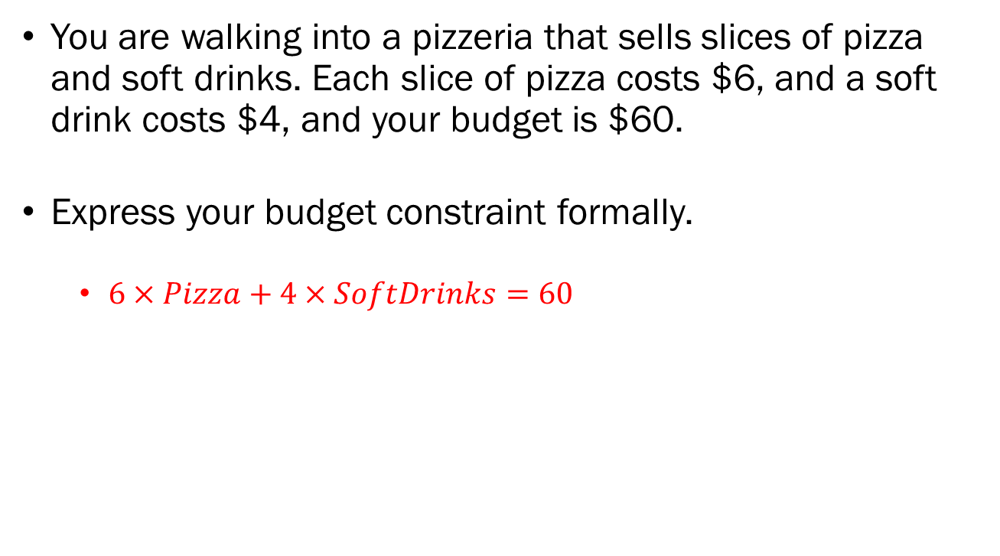 • You are walking into a pizzeria that sells slices of pizza
and soft drinks. Each slice of pizza costs $6, and a soft
drink costs $4, and your budget is $60.
• Express your budget constraint formally.
• 6 × Pizza + 4 × SoftDrinks = 60